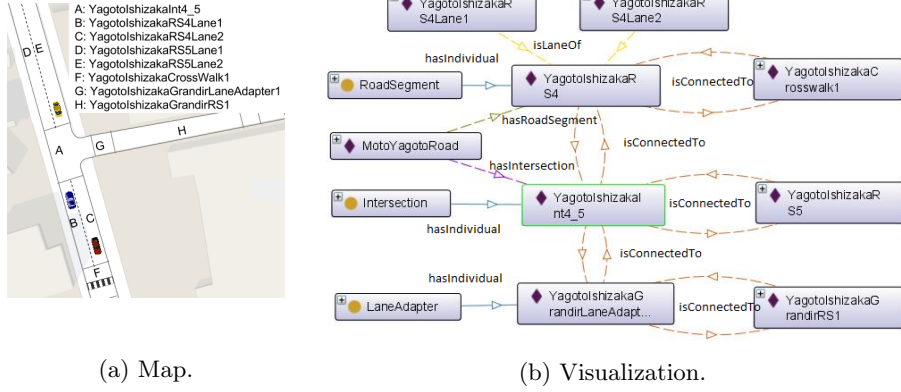 A: YagotoIshizakaInt4_5
B: YagotoIshizakaRS4Lane1
C: YagotoIshizakaRS4Lane2
D: YagotoIshizakaRS5Lane1
E: YagotoIshizakaRS5Lane2
F: YagotoIshizakaCrossWalk1
G: YagotoIshizakaGrandirLaneAdapter1
H: YagotoIshizakaGrandirRS1
D
E
A
G
H
B
C
F
(a) Map.
YagotoIshizakaR
S4Lane1
YagotoIshizakaR
S4Lane2
isLaneOf
hasIndividual
RoadSegment
YagotoIshizakaR
S4
isConnectedTo
YagotoIshizakaC
rosswalk1
hasRoadSegment
MotoYagotoRoad
isConnectedTo
hasIntersection
Intersection
YagotoIshizakaI
nt4_5
isConnectedTo
YagotoIshizakaR
S5
hasIndividual
isConnectedTo
hasIndividual
LaneAdapter
YagotoIshizakaG
randirLaneAdapt...
isConnectedTo
YagotoIshizakaG
randirRS1
(b) Visualization.